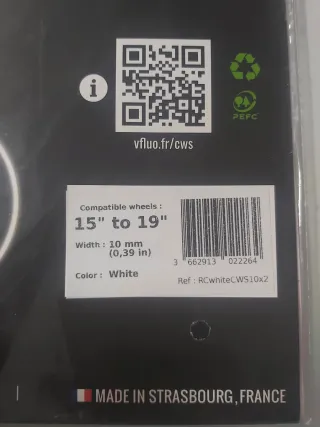 i
PEFC
vfluo.fr/cws
Compatible wheels :
15" to 19"
Width : 10 mm
(0,39 in)
Color : White
3 662913 022264
Ref : RCwhiteCWS10x2
MADE IN STRASBOURG, FRANCE